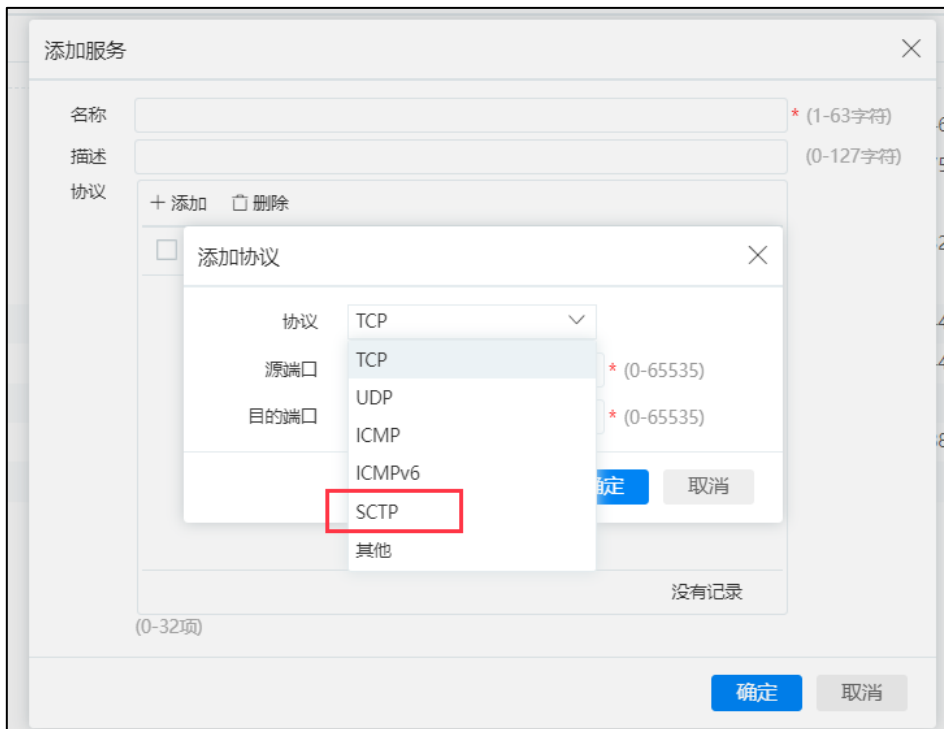 添加服务
名称 * (1-63字符)
描述 (0-127字符)
协议
添加 删除
添加协议
协议 TCP
TCP
源端口 * (0-65535)
UDP
目的端口 * (0-65535)
ICMP
ICMPv6
取消
SCTP
其他
没有记录
(0-32项)
确定 取消